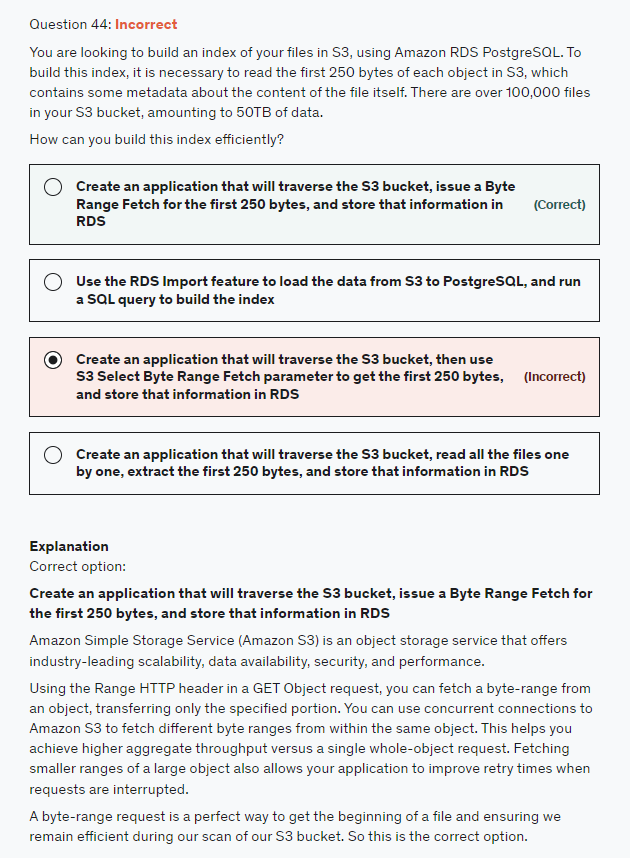 Question 44: Incorrect
You are looking to build an index of your files in S3, using Amazon RDS PostgreSQL. To
build this index, it is necessary to read the first 250 bytes of each object in S3, which
contains some metadata about the content of the file itself. There are over 100,000 files
in your S3 bucket, amounting to 50TB of data.
How can you build this index efficiently?
Create an application that will traverse the S3 bucket, issue a Byte
Range Fetch for the first 250 bytes, and store that information in
RDS
(Correct)
Use the RDS Import feature to load the data from S3 to PostgreSQL, and run
a SQL query to build the index
Create an application that will traverse the S3 bucket, then use
S3 Select Byte Range Fetch parameter to get the first 250 bytes,
and store that information in RDS
(Incorrect)
Create an application that will traverse the S3 bucket, read all the files one
by one, extract the first 250 bytes, and store that information in RDS
Explanation
Correct option:
Create an application that will traverse the S3 bucket, issue a Byte Range Fetch for
the first 250 bytes, and store that information in RDS
Amazon Simple Storage Service (Amazon S3) is an object storage service that offers
industry-leading scalability, data availability, security, and performance.
Using the Range HTTP header in a GET Object request, you can fetch a byte-range from
an object, transferring only the specified portion. You can use concurrent connections to
Amazon S3 to fetch different byte ranges from within the same object. This helps you
achieve higher aggregate throughput versus a single whole-object request. Fetching
smaller ranges of a large object also allows your application to improve retry times when
requests are interrupted.
A byte-range request is a perfect way to get the beginning of a file and ensuring we
remain efficient during our scan of our S3 bucket. So this is the correct option.